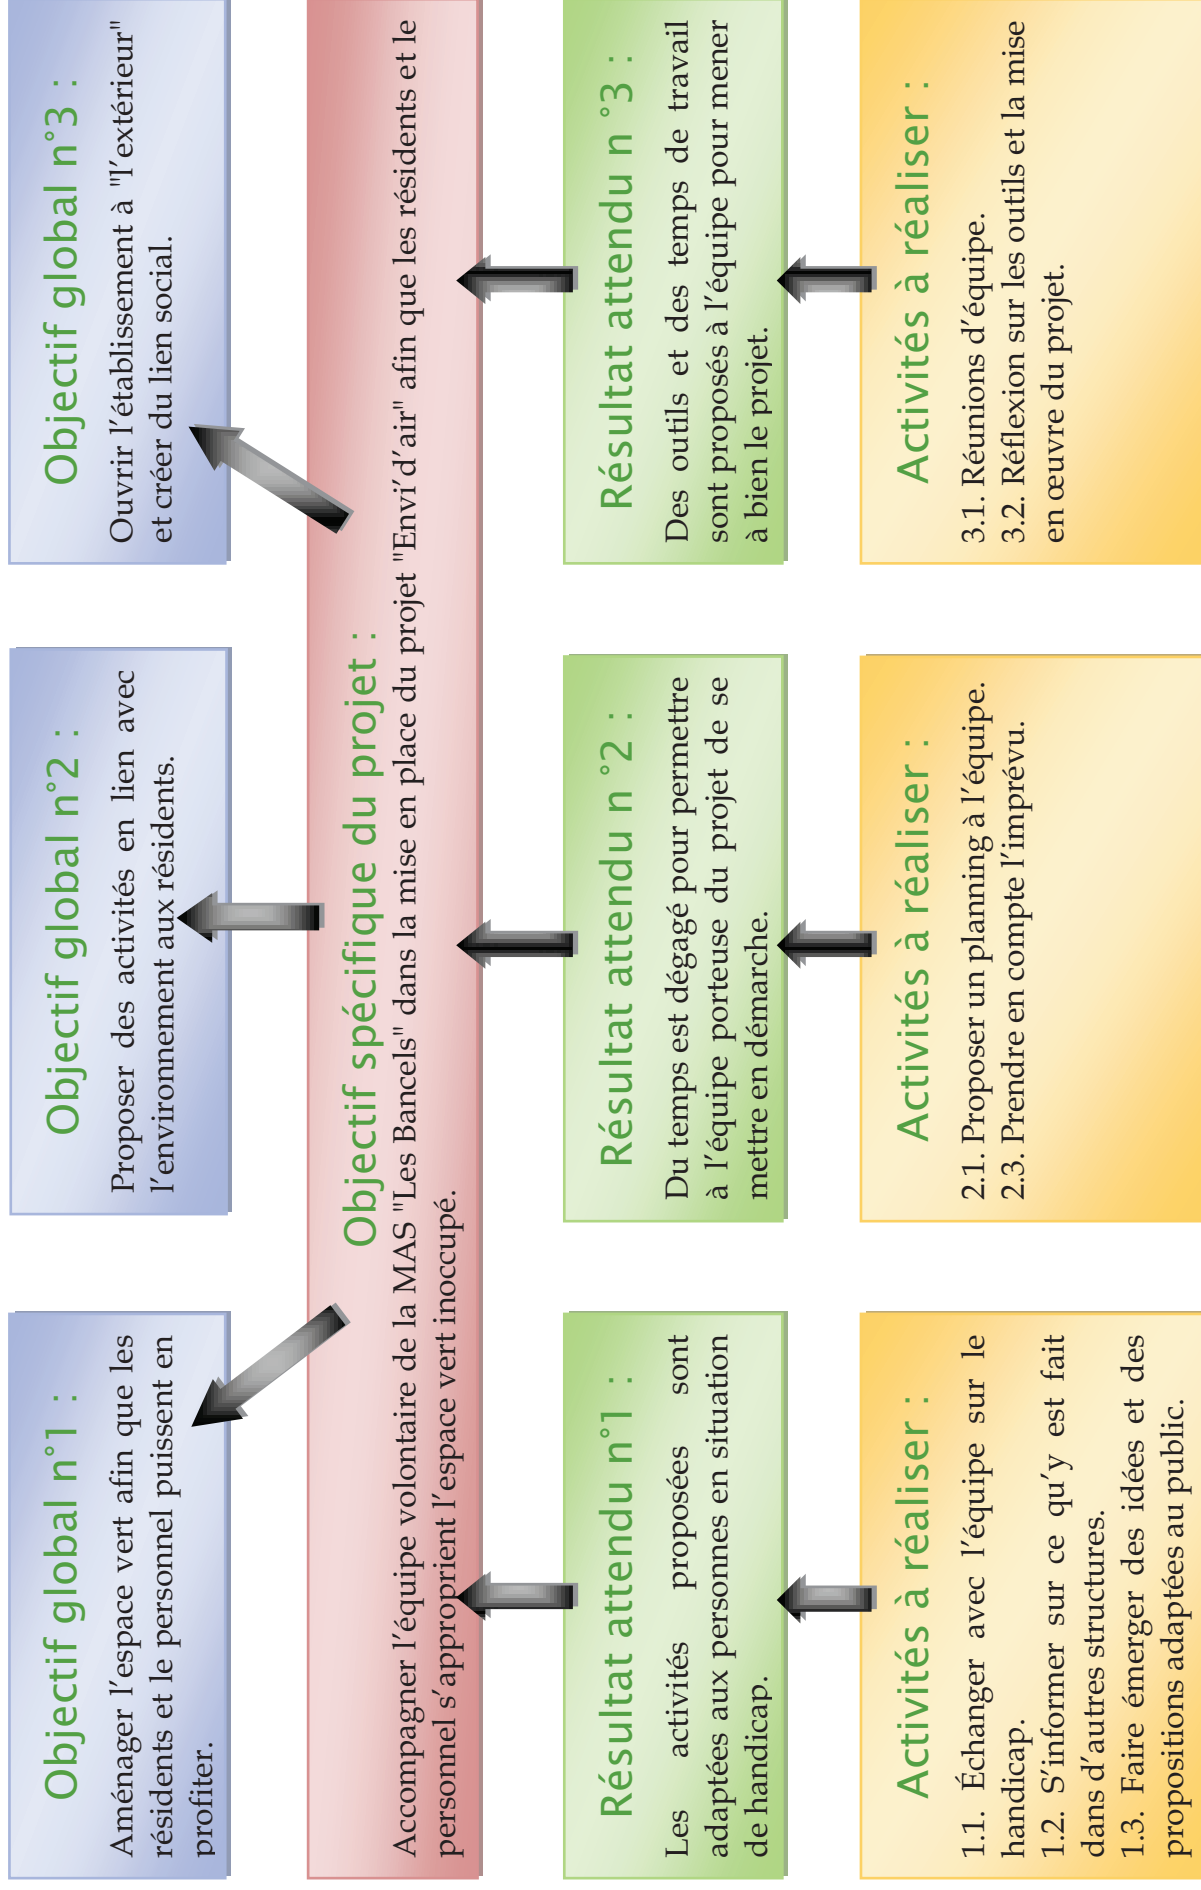 Objectif global n°1 :
Aménager l'espace vert afin que les
résidents et le personnel puissent en
profiter.
Objectif global n°2 :
Proposer des activités en lien avec
l'environnement aux résidents.
Objectif global n°3 :
Ouvrir l'établissement à "l'extérieur"
et créer du lien social.
Objectif spécifique du projet :
Accompagner l'équipe volontaire de la MAS "Les Bancels" dans la mise en place du projet "Envi'd'air" afin que les résidents et le
personnel s'approprient l'espace vert inoccupé.
Résultat attendu n°1 :
Les activités proposées sont
adaptées aux personnes en situation
de handicap.
Résultat attendu n °2 :
Du temps est dégagé pour permettre
à l'équipe porteuse du projet de se
mettre en démarche.
Résultat attendu n °3 :
Des outils et des temps de travail
sont proposés à l'équipe pour mener
à bien le projet.
Activités à réaliser :
1.1. Échanger avec l'équipe sur le
handicap.
1.2. S'informer sur ce qu'y est fait
dans d'autres structures.
1.3. Faire émerger des idées et des
propositions adaptées au public.
Activités à réaliser :
2.1. Proposer un planning à l'équipe.
2.3. Prendre en compte l'imprévu.
Activités à réaliser :
3.1. Réunions d'équipe.
3.2. Réflexion sur les outils et la mise
en œuvre du projet.